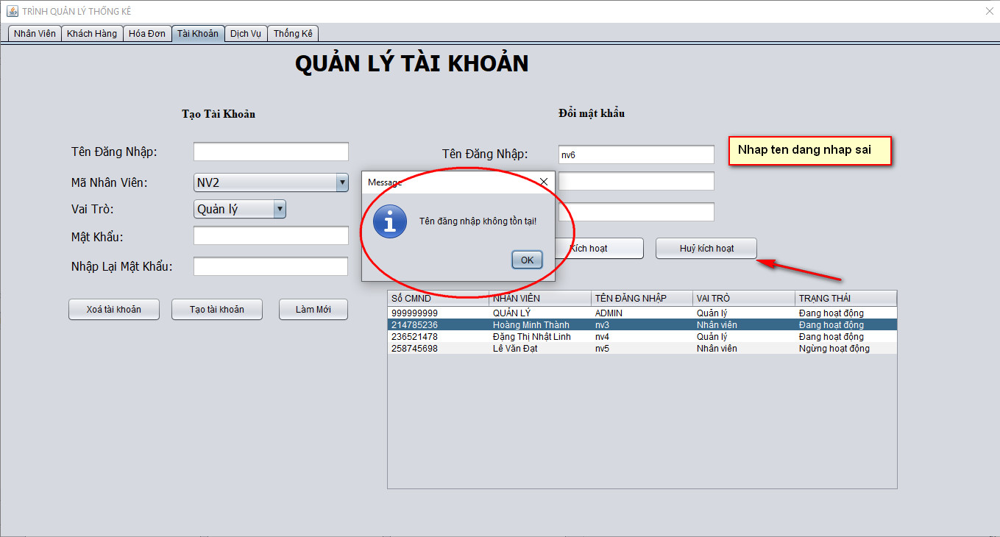 TRÌNH QUẢN LÝ THỐNG KÊ
Nhân Viên Khách Hàng Hóa Đơn Tài Khoản Dịch Vụ Thống Kê
QUẢN LÝ TÀI KHOẢN
Tạo Tài Khoản
Đổi mật khẩu
Tên Đăng Nhập:
Tên Đăng Nhập: nv6
Nhap ten dang nhap sai
Mã Nhân Viên: NV2
Vai Trò: Quản lý
Mật Khẩu:
Nhập Lại Mật Khẩu:
Message
Tên đăng nhập không tồn tại!
OK
Kích hoạt
Huỷ kích hoạt
Xoá tài khoản Tạo tài khoản Làm Mới
Số CMND NHÂN VIÊN TÊN ĐĂNG NHẬP VAI TRÒ TRẠNG THÁI
999999999 QUẢN LÝ ADMIN Quản lý Đang hoạt động
214785236 Hoàng Minh Thành nv3 Nhân viên Đang hoạt động
236521478 Đặng Thị Nhật Linh nv4 Quản lý Đang hoạt động
258745698 Lê Văn Đạt nv5 Nhân viên Ngừng hoạt động